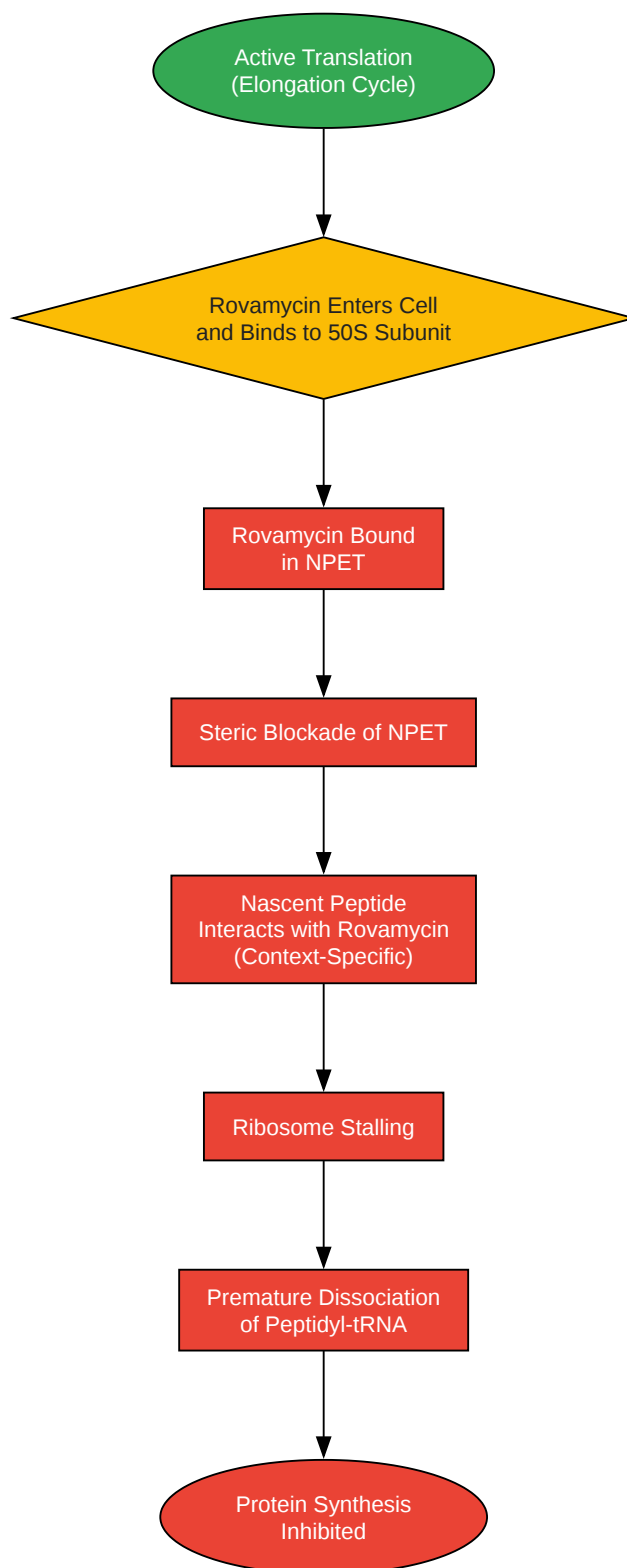 Active Translation
(Elongation Cycle)
Rovamycin Enters Cell
and Binds to 50S Subunit
Rovamycin Bound
in NPET
Steric Blockade of NPET
Nascent Peptide
Interacts with Rovamycin
(Context-Specific)
Ribosome Stalling
Premature Dissociation
of Peptidyl-tRNA
Protein Synthesis
Inhibited